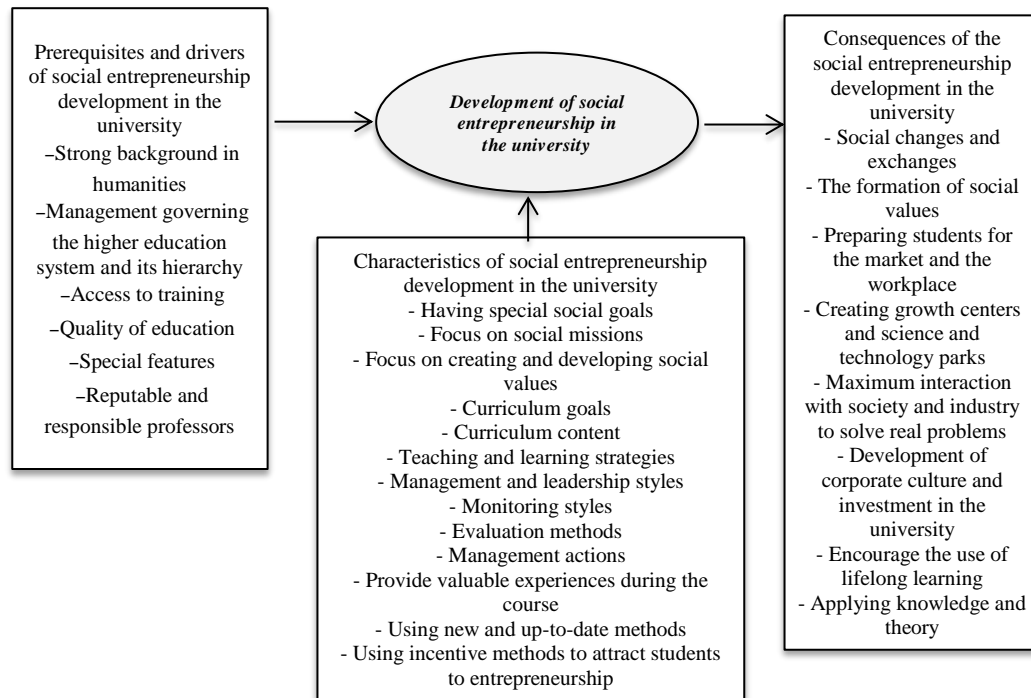 Prerequisites and drivers
of social entrepreneurship
development in the
university
−Strong background in
humanities
−Management governing
the higher education
system and its hierarchy
−Access to training
−Quality of education
−Special features
−Reputable and
responsible professors
Development of social
entrepreneurship in
the university
Characteristics of social entrepreneurship
development in the university
- Having special social goals
- Focus on social missions
- Focus on creating and developing social
values
- Curriculum goals
- Curriculum content
- Teaching and learning strategies
- Management and leadership styles
- Monitoring styles
- Evaluation methods
- Management actions
- Provide valuable experiences during the
course
- Using new and up-to-date methods
- Using incentive methods to attract students
to entrepreneurship
Consequences of the
social entrepreneurship
development in the
university
- Social changes and
exchanges
- The formation of social
values
- Preparing students for
the market and the
workplace
- Creating growth centers
and science and
technology parks
- Maximum interaction
with society and industry
to solve real problems
- Development of
corporate culture and
investment in the
university
- Encourage the use of
lifelong learning
- Applying knowledge and
theory